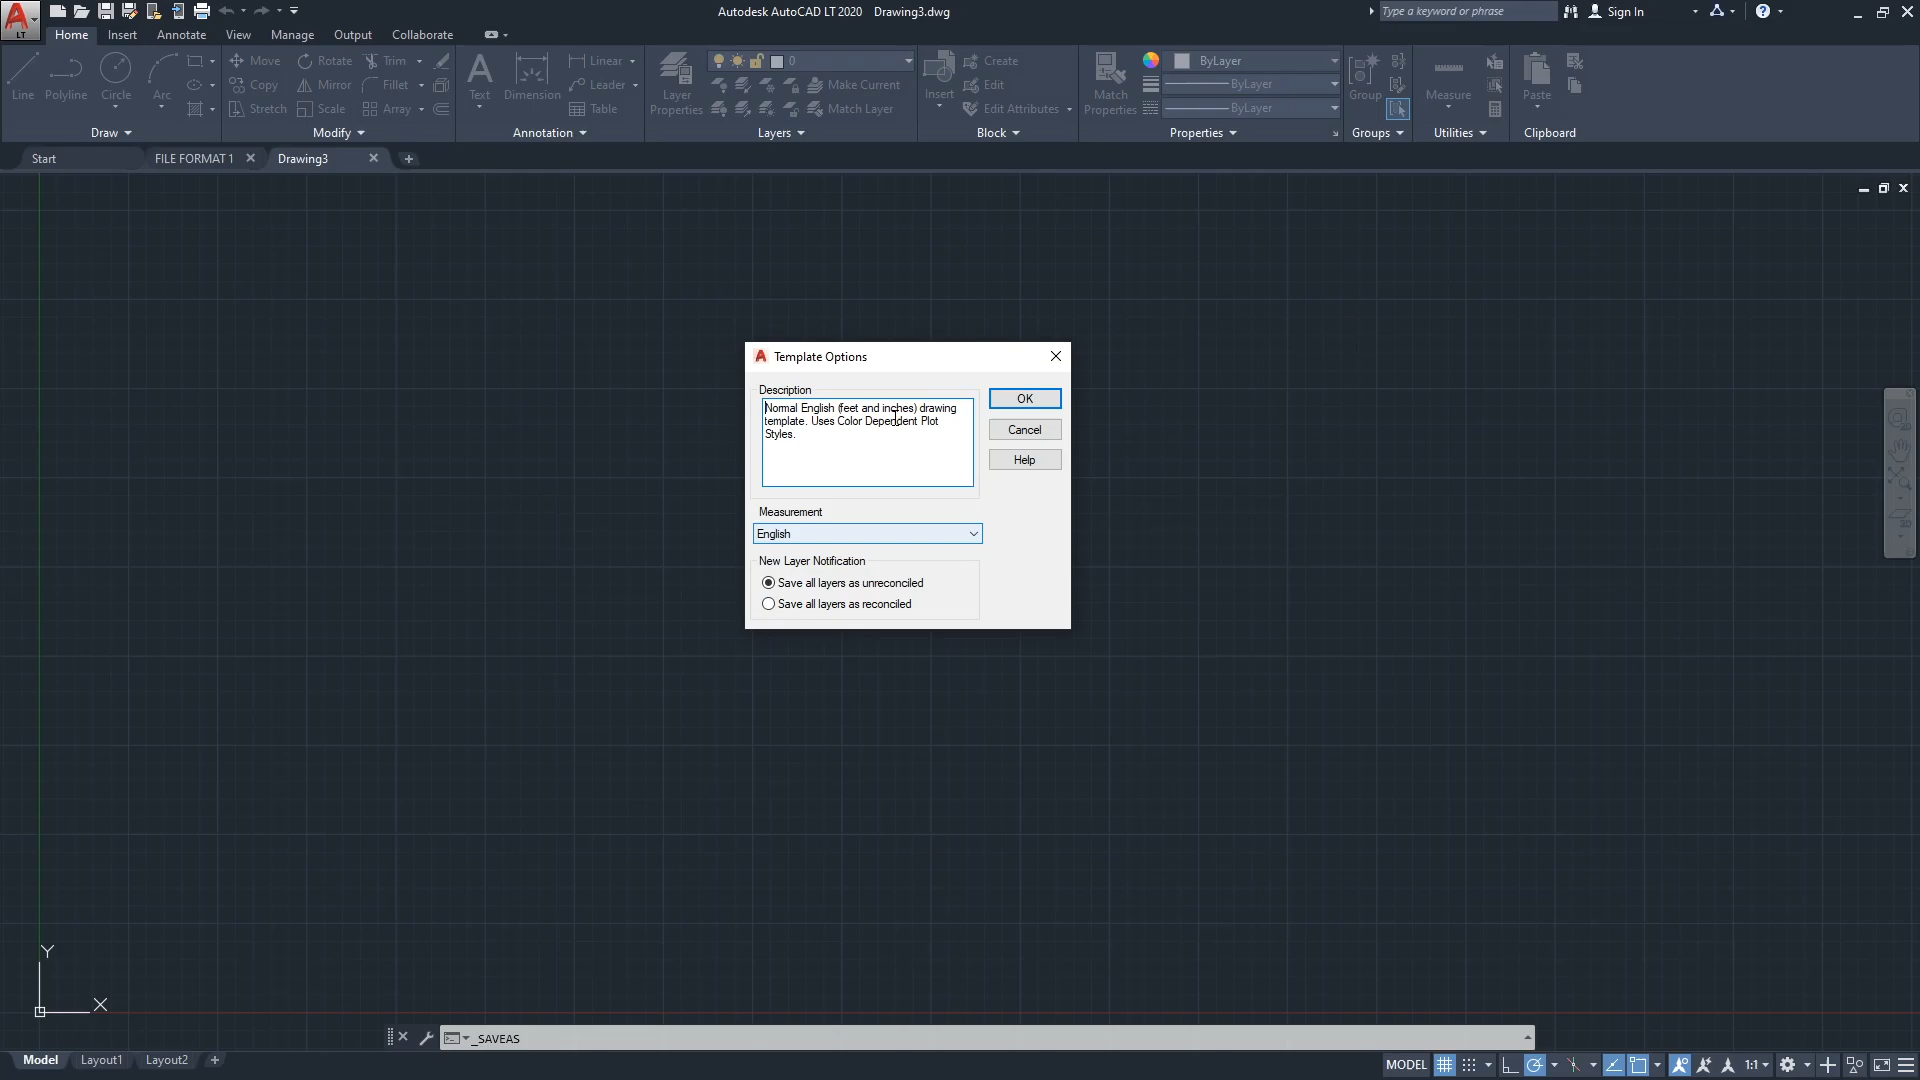 Autodesk AutoCAD LT 2020 Drawing3.dwg
Type a keyword or phrase
Sign In
LT
Home Insert Annotate View Manage Output Collaborate
Line
Polyline
Circle
Arc
Draw
Move Rotate Trim
Copy Mirror Fillet
Stretch Scale Array
Modify
Text
Dimension
Linear
Leader
Table
Annotation
Layer
Properties
0
Make Current
Match Layer
Layers
Insert
Create
Edit
Edit Attributes
Block
Match
Properties
ByLayer
ByLayer
ByLayer
Properties
Group
Groups
Measure
Utilities
Paste
Clipboard
Start FILE FORMAT 1 Drawing3
Template Options
Description
Normal English (feet and inches) drawing
template. Uses Color Dependent Plot
Styles.
OK
Cancel
Help
Measurement
English
New Layer Notification
Save all layers as unreconciled
Save all layers as reconciled
Y
X
_SAVEAS
Model Layout1 Layout2
MODEL 1:1